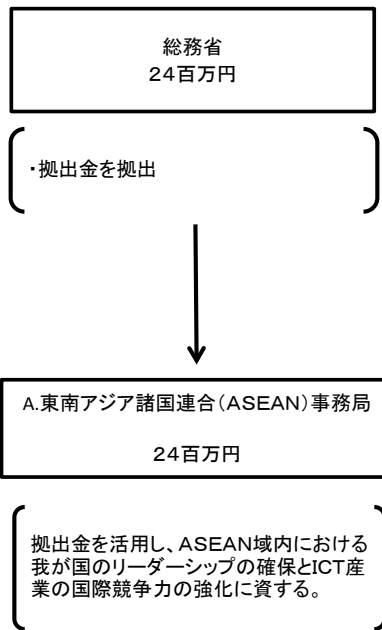 総務省
24百万円
・拠出金を拠出
A.東南アジア諸国連合（ASEAN）事務局
24百万円
拠出金を活用し、ASEAN域内における
我が国のリーダーシップの確保とICT産
業の国際競争力の強化に資する。